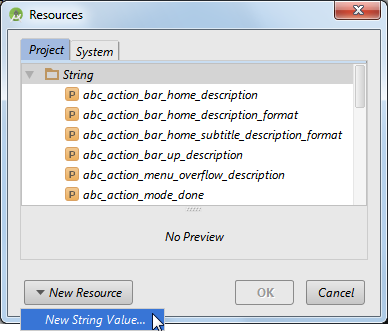 Resources
Project System
String
P abc_action_bar_home_description
P abc_action_bar_home_description_format
P abc_action_bar_home_subtitle_description_format
P abc_action_bar_up_description
P abc_action_menu_overflow_description
P abc_action_mode_done
No Preview
New Resource OK Cancel
New String Value...